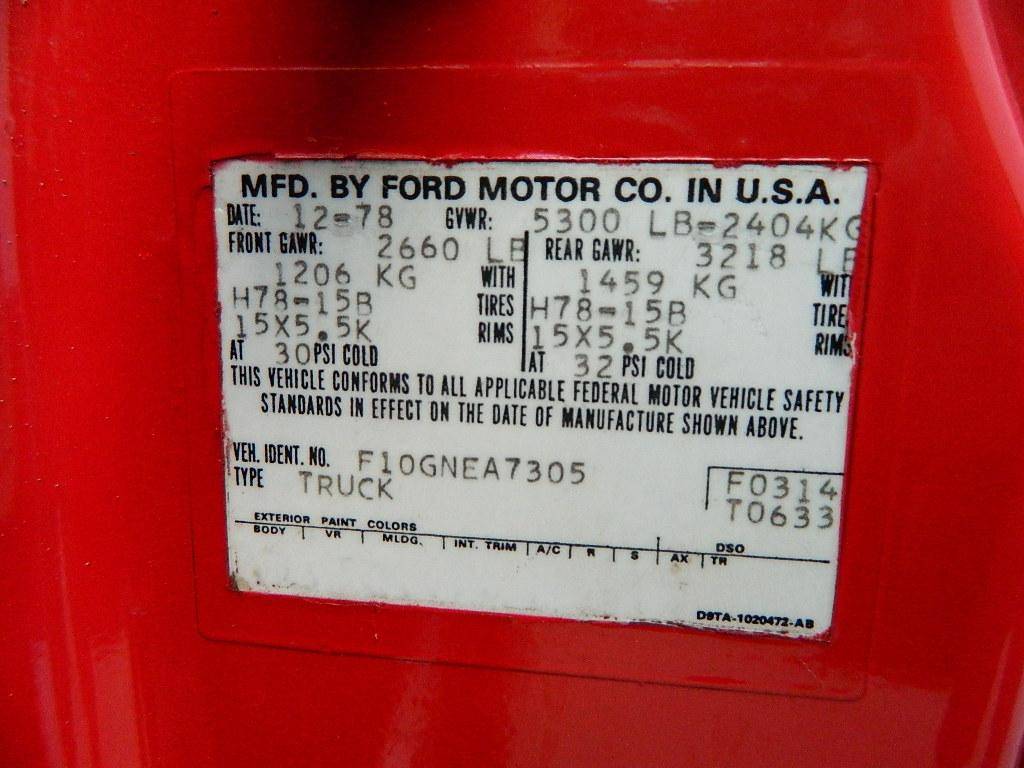 MFD. BY FORD MOTOR CO. IN U.S.A.
DATE: 12-78 GVWR: 5300 LB=2404KG
FRONT GAWR: 2660 LB REAR GAWR: 3218 LB
1206 KG WITH 1459 KG WIT
H78-15B TIRES H78-15B TIRE
15X5.5K RIMS 15X5.5K RIMS
AT 30 PSI COLD AT 32 PSI COLD
THIS VEHICLE CONFORMS TO ALL APPLICABLE FEDERAL MOTOR VEHICLE SAFETY
STANDARDS IN EFFECT ON THE DATE OF MANUFACTURE SHOWN ABOVE.
VEH. IDENT. NO. F10GNEA7305 F0314
TYPE TRUCK T0633
EXTERIOR PAINT COLORS DSO
BODY VR MLDG. INT. TRIM A/C R S AX TR
D9TA-1020472-AB